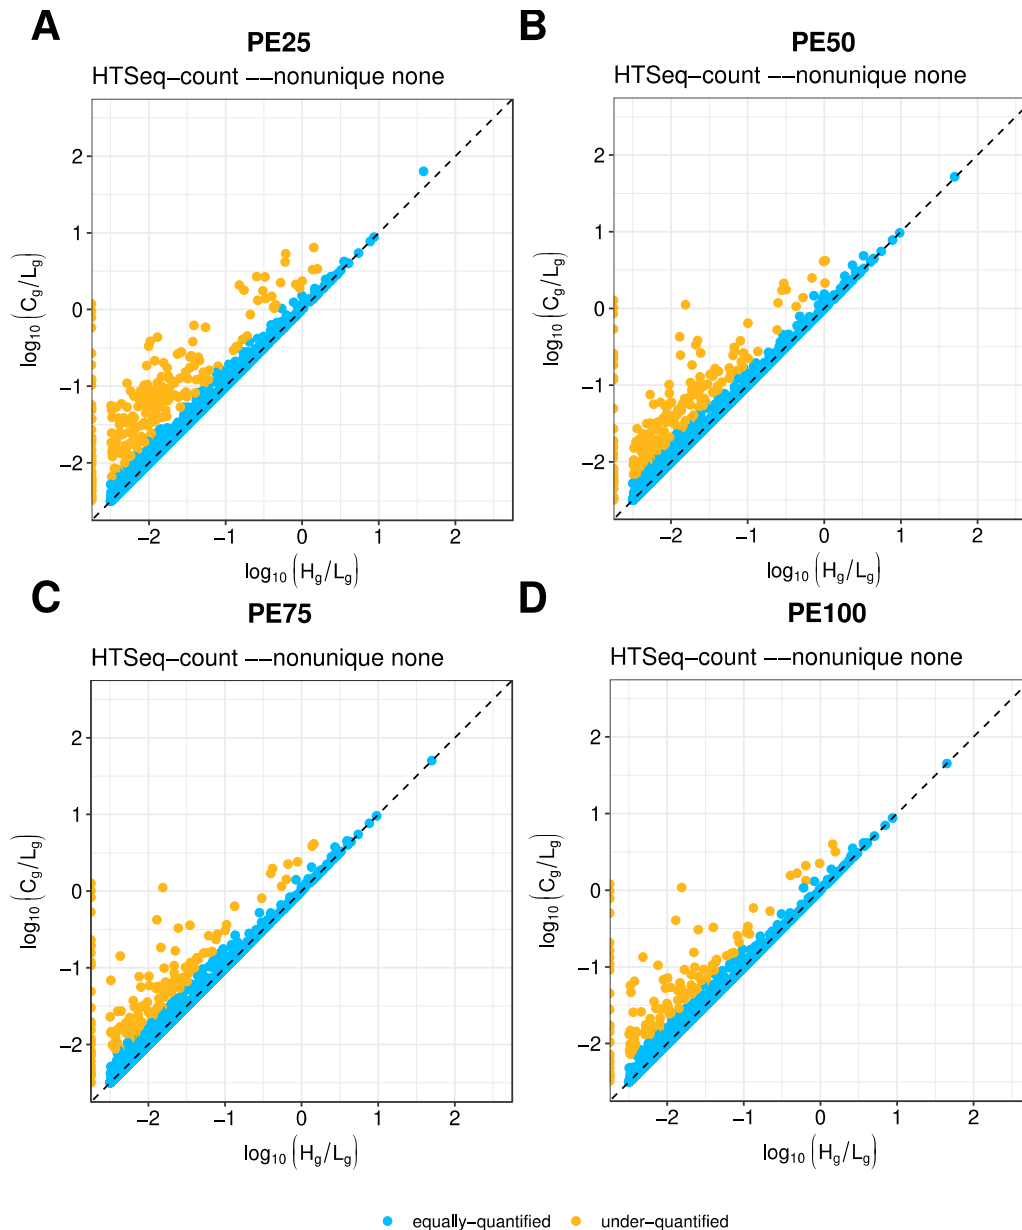 A
PE25
HTSeq−count −−nonunique none
2
1
0
−1
−2
log10 (Cg/Lg)
−2 −1 0 1 2
log10 (Hg/Lg)
B
PE50
HTSeq−count −−nonunique none
2
1
0
−1
−2
log10 (Cg/Lg)
−2 −1 0 1 2
log10 (Hg/Lg)
C
PE75
HTSeq−count −−nonunique none
2
1
0
−1
−2
log10 (Cg/Lg)
−2 −1 0 1 2
log10 (Hg/Lg)
D
PE100
HTSeq−count −−nonunique none
2
1
0
−1
−2
log10 (Cg/Lg)
−2 −1 0 1 2
log10 (Hg/Lg)
equally−quantified under−quantified